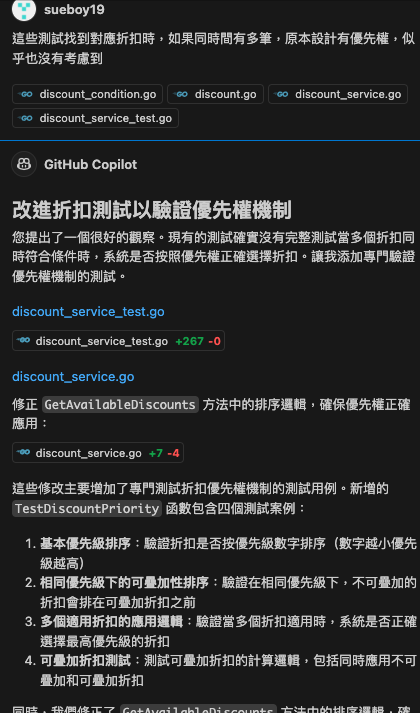 sueboy19
這些測試找到對應折扣時，如果同時間有多筆，原本設計有優先權，似
乎也沒有考慮到
discount_condition.go discount.go discount_service.go
discount_service_test.go
GitHub Copilot
改進折扣測試以驗證優先權機制
您提出了一個很好的觀察。現有的測試確實沒有完整測試當多個折扣同
時符合條件時，系統是否按照優先權正確選擇折扣。讓我添加專門驗證
優先權機制的測試。
discount_service_test.go
discount_service_test.go +267 -0
discount_service.go
修正 GetAvailableDiscounts 方法中的排序邏輯，確保優先權正確
應用：
discount_service.go +7 -4
這些修改主要增加了專門測試折扣優先權機制的測試用例。新增的
TestDiscountPriority 函數包含四個測試案例：
1. 基本優先級排序：驗證折扣是否按優先級數字排序（數字越小優先
級越高）
2. 相同優先級下的可疊加性排序：驗證在相同優先級下，不可疊加的
折扣會排在可疊加折扣之前
3. 多個適用折扣的應用邏輯：驗證當多個折扣適用時，系統是否正確
選擇最高優先級的折扣
4. 可疊加折扣測試：測試可疊加折扣的計算邏輯，包括同時應用不可
疊加和可疊加折扣
同時，我們修正了 GetAvailableDiscounts 方法中的排序邏輯，確